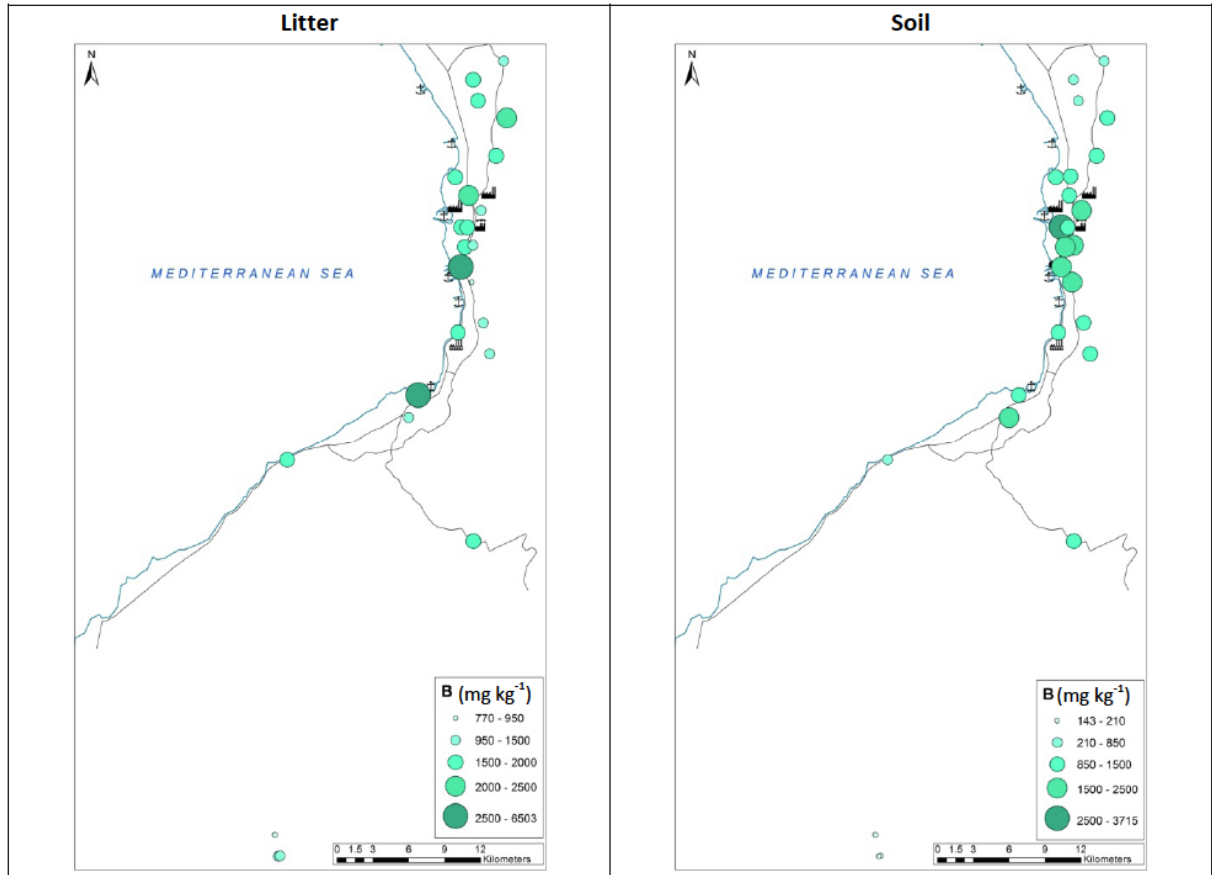 Litter
N
MEDITERRANEAN SEA
B (mg kg⁻¹)
770 - 950
950 - 1500
1500 - 2000
2000 - 2500
2500 - 6503
0 1.5 3 6 9 12
Kilometers
Soil
N
MEDITERRANEAN SEA
B (mg kg⁻¹)
143 - 210
210 - 850
850 - 1500
1500 - 2500
2500 - 3715
0 1.5 3 6 9 12
Kilometers